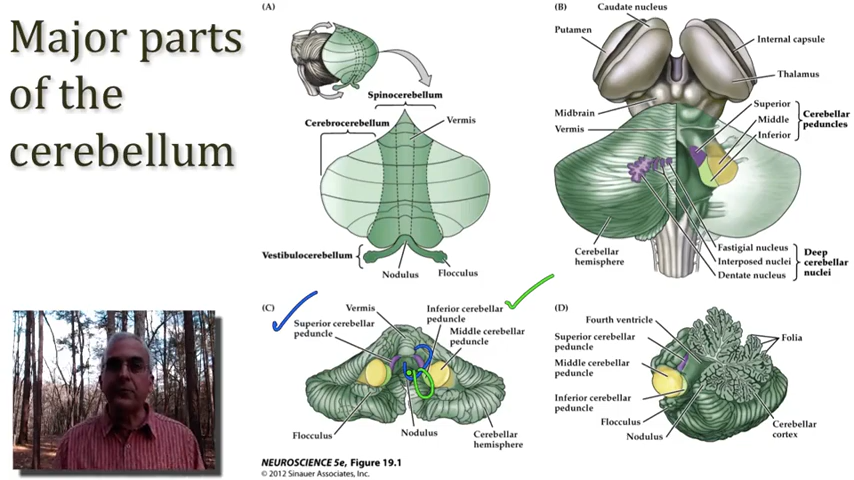 Major parts
of the
cerebellum
(A)
Spinocerebellum
Cerebrocerebellum
Vermis
Vestibulocerebellum
Nodulus
Flocculus
(B)
Caudate nucleus
Putamen
Internal capsule
Thalamus
Midbrain
Vermis
Superior
Middle
Inferior
Cerebellar
peduncles
Cerebellar
hemisphere
Fastigial nucleus
Interposed nuclei
Dentate nucleus
Deep
cerebellar
nuclei
(C)
Vermis
Superior cerebellar
peduncle
Inferior cerebellar
peduncle
Middle cerebellar
peduncle
Flocculus
Nodulus
Cerebellar
hemisphere
(D)
Fourth ventricle
Superior cerebellar
peduncle
Middle cerebellar
peduncle
Inferior cerebellar
peduncle
Flocculus
Nodulus
Folia
Cerebellar
cortex
NEUROSCIENCE 5e, Figure 19.1
© 2012 Sinauer Associates, Inc.